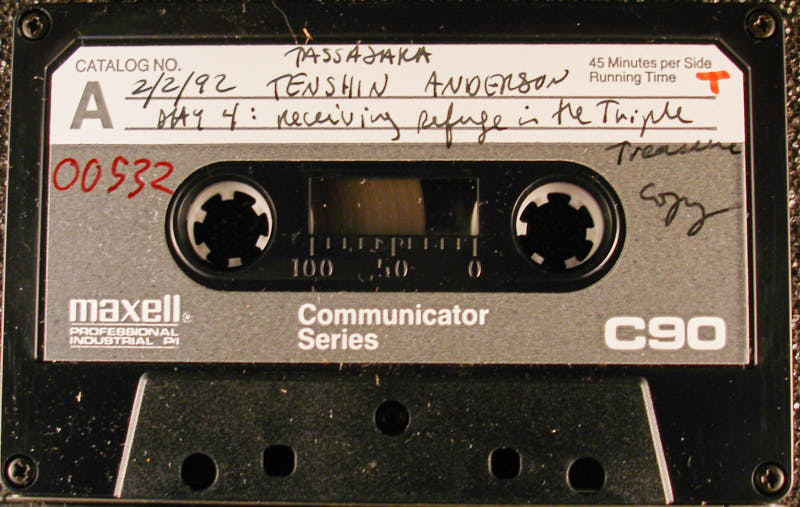 TASSAJARA
CATALOG NO.
45 Minutes per Side
Running Time
T
A
2/2/92 TENSHIN ANDERSON
DAY 4: Receiving Refuge in the Triple
Treasure
00532
Copy
100 50 0
maxell®
PROFESSIONAL
INDUSTRIAL P/I
Communicator
Series
C90